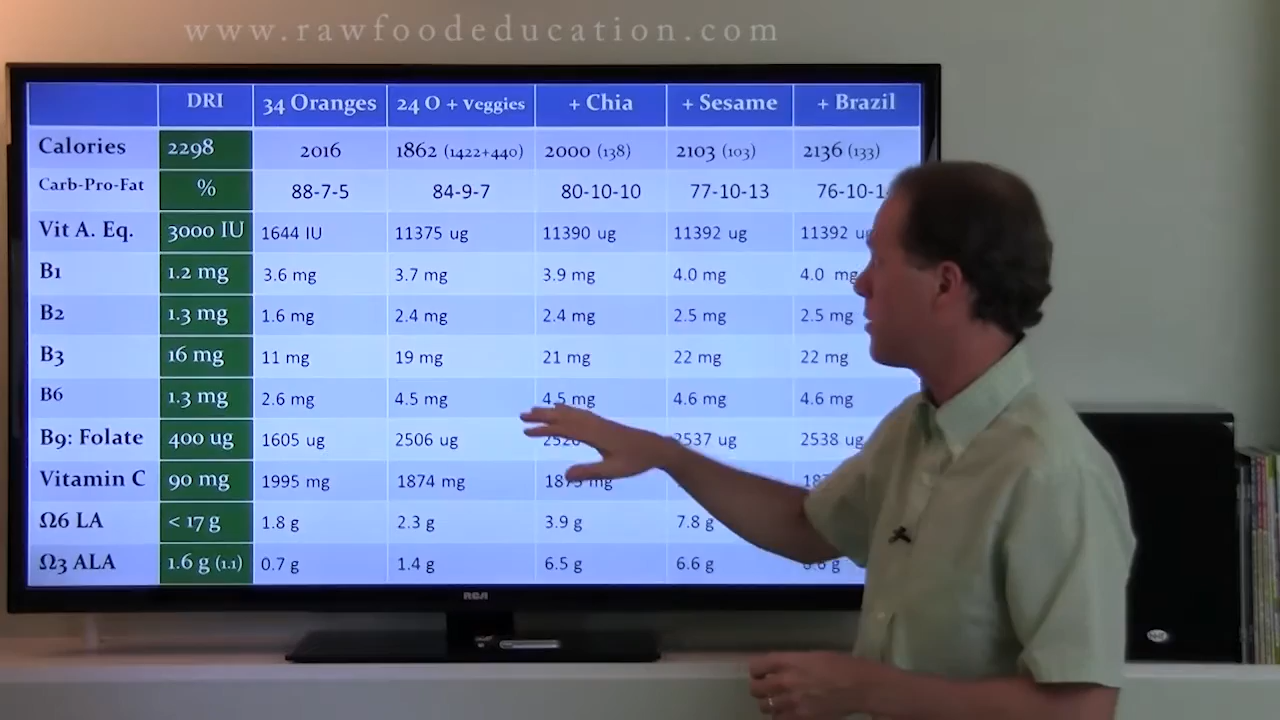 www.rawfoodeducation.com
DRI 34 Oranges 24 O + veggies + Chia + Sesame + Brazil
Calories 2298 2016 1862 (1422+440) 2000 (138) 2103 (103) 2136 (133)
Carb-Pro-Fat % 88-7-5 84-9-7 80-10-10 77-10-13 76-10-
Vit A. Eq. 3000 IU 1644 IU 11375 ug 11390 ug 11392 ug 11392
B1 1.2 mg 3.6 mg 3.7 mg 3.9 mg 4.0 mg 4.0 mg
B2 1.3 mg 1.6 mg 2.4 mg 2.4 mg 2.5 mg 2.5 mg
B3 16 mg 11 mg 19 mg 21 mg 22 mg 22 mg
B6 1.3 mg 2.6 mg 4.5 mg 4.5 mg 4.6 mg 4.6 mg
B9: Folate 400 ug 1605 ug 2506 ug 2537 ug 2538 ug
Vitamin C 90 mg 1995 mg 1874 mg 1875 mg
Ω6 LA < 17 g 1.8 g 2.3 g 3.9 g 7.8 g
Ω3 ALA 1.6 g (1.1) 0.7 g 1.4 g 6.5 g 6.6 g
RCA